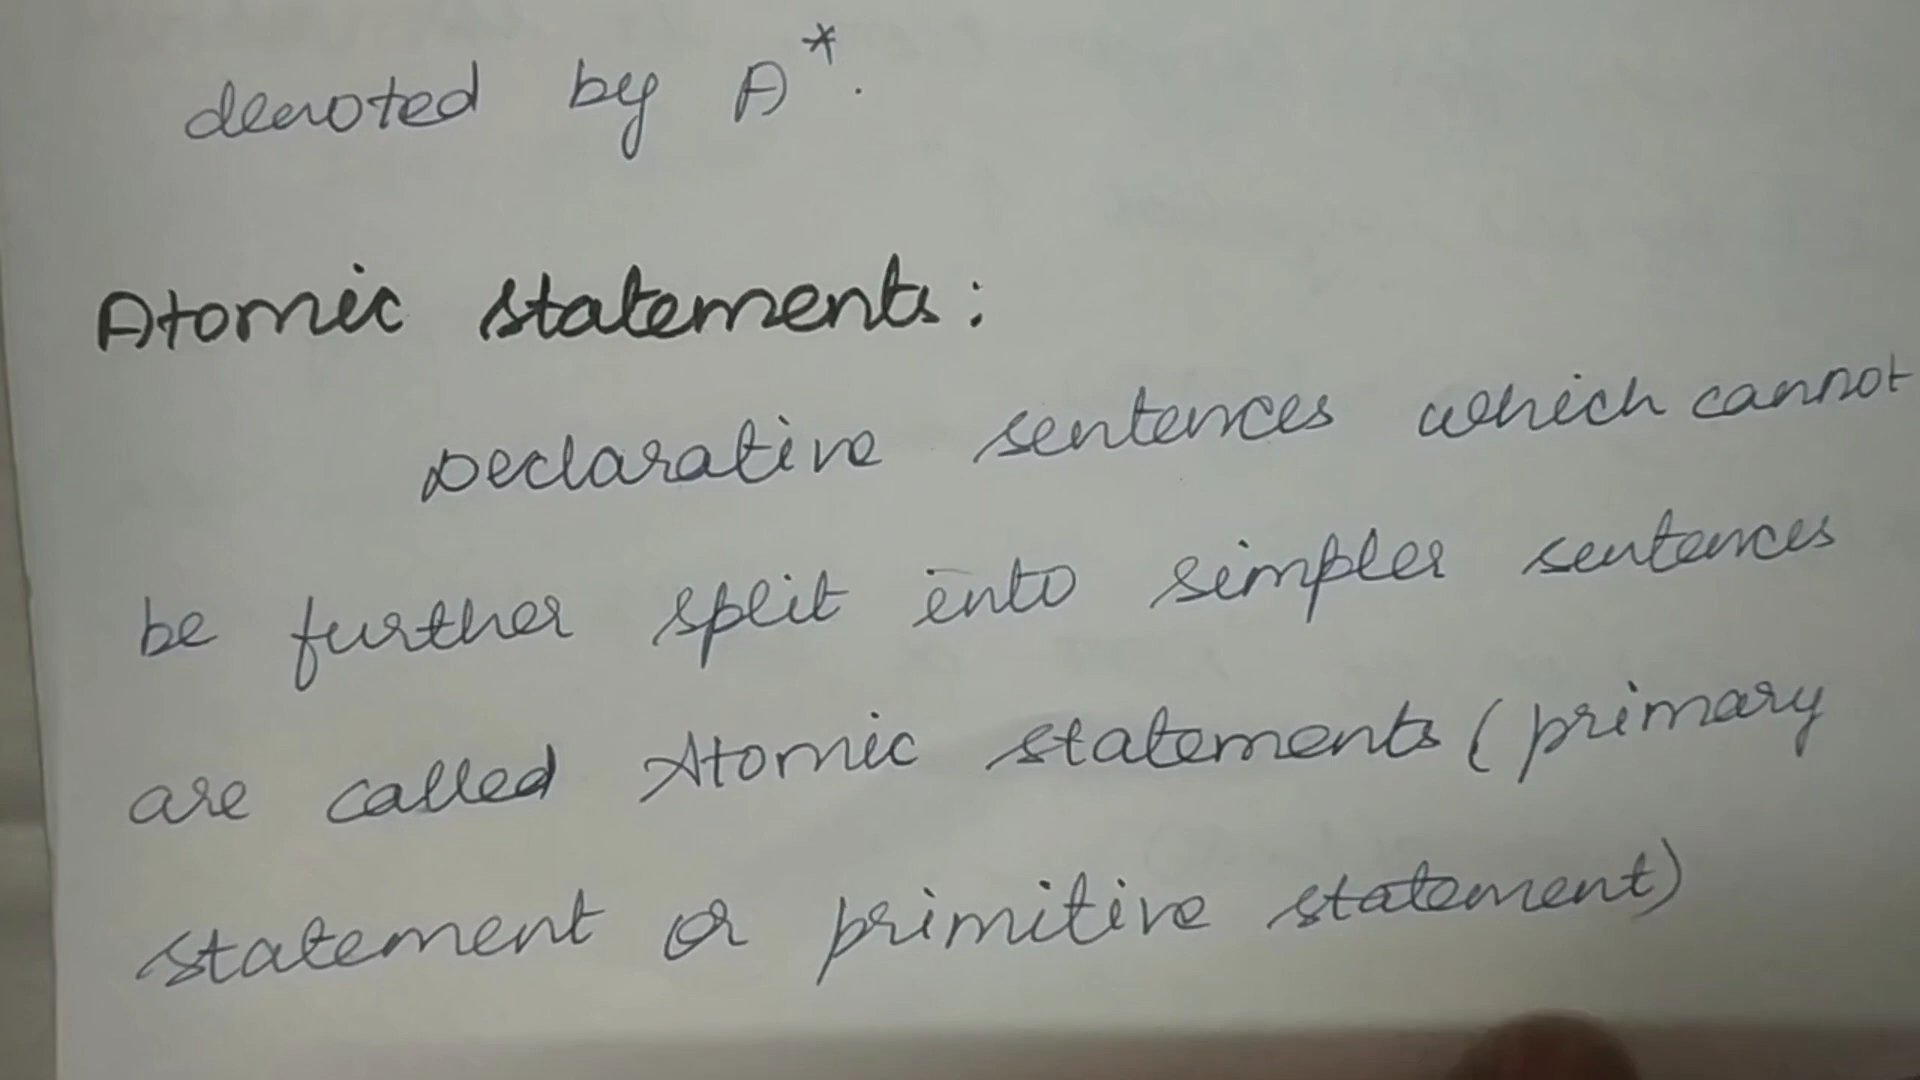 denoted by A*.
Atomic statements:
Declarative sentences which cannot
be further split into simpler sentences
are called Atomic statements (primary
statement or primitive statement)